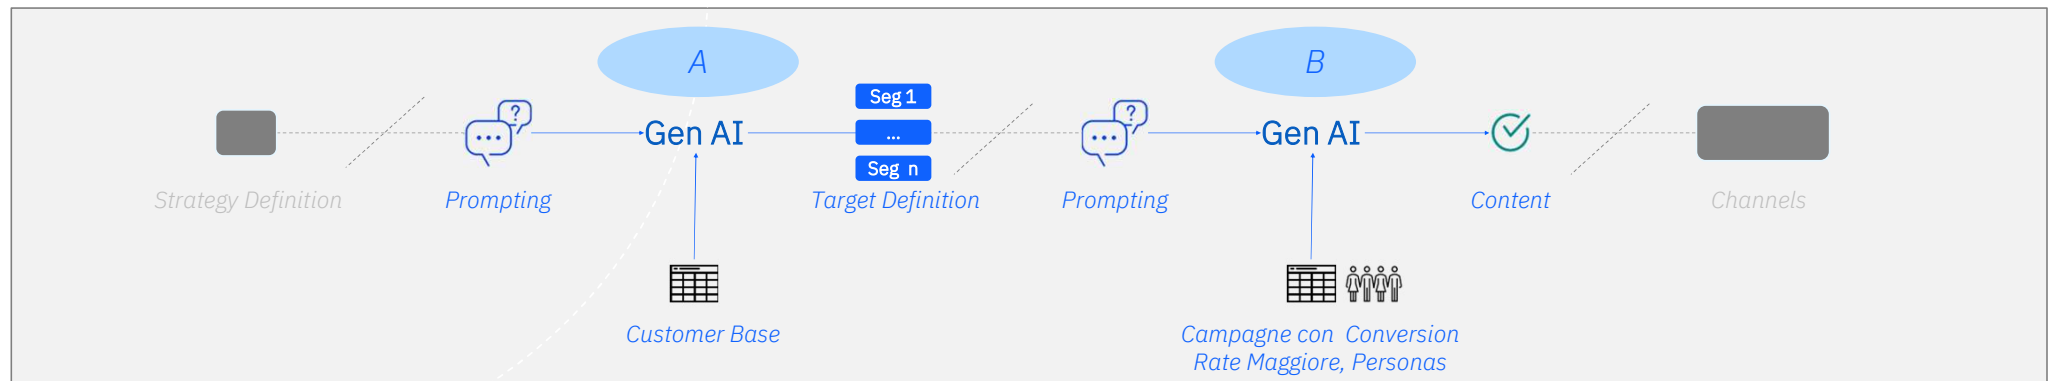 A
B
Seg 1
...
Seg n
?
...
Gen AI
?
...
Gen AI
Strategy Definition
Prompting
Target Definition
Prompting
Content
Channels
Customer Base
Campagne con Conversion
Rate Maggiore, Personas